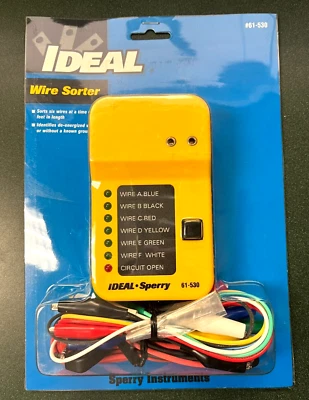 #61-530
IDEAL
Wire Sorter
Sorts six wires at a time
feet in length
Identifies de-energized
or without a known
WIRE A.BLUE
WIRE B BLACK
WIRE C.RED
WIRE D YELLOW
WIRE E GREEN
WIRE F WHITE
CIRCUIT OPEN
IDEAL•Sperry
61-530
Sperry Instruments